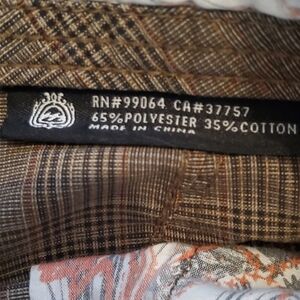 RN#99064 CA#37757
65%POLYESTER 35%COTTON
MADE IN CHINA